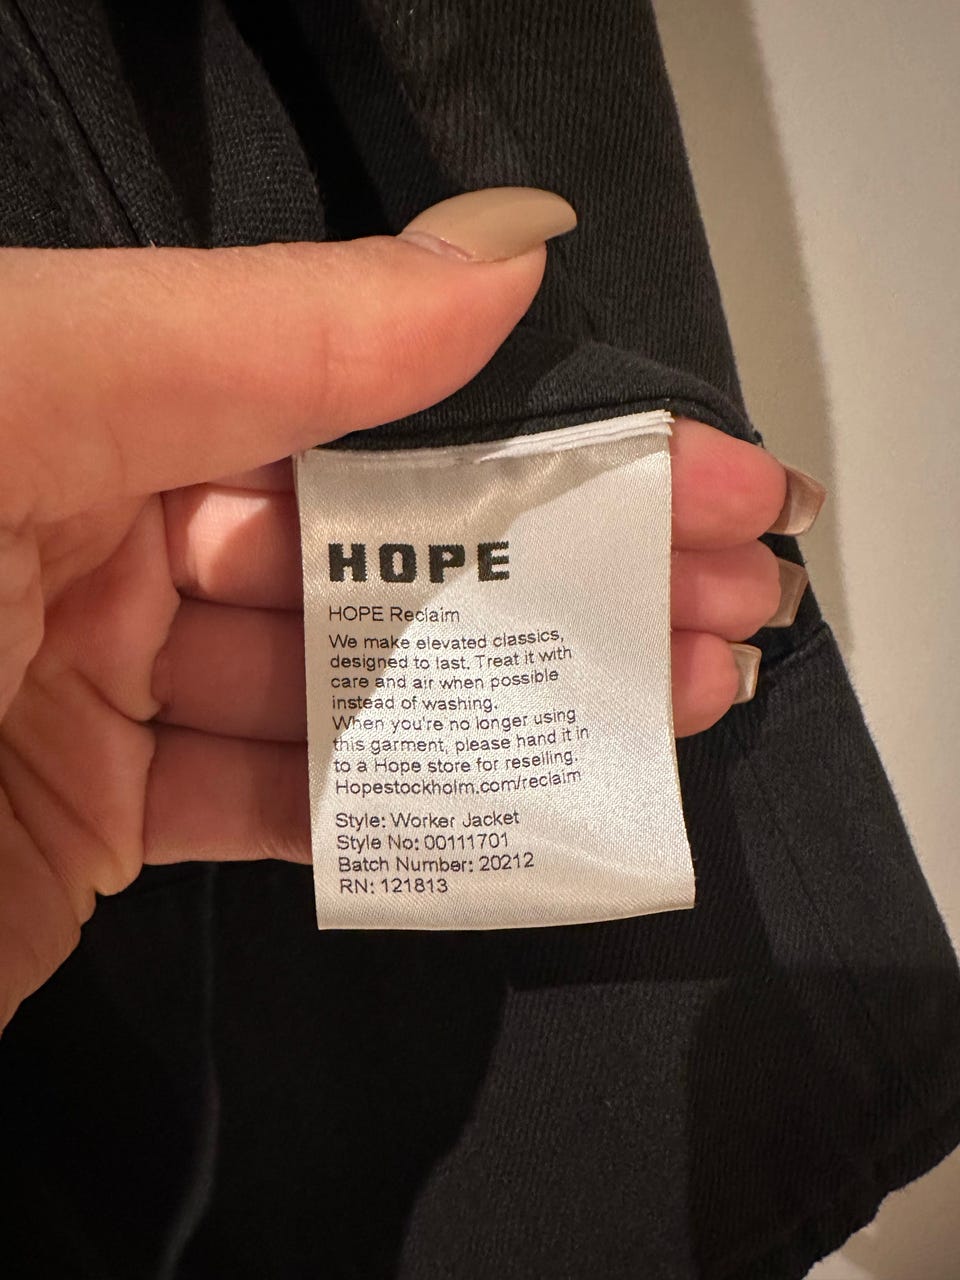 HOPE
HOPE Reclaim
We make elevated classics,
designed to last. Treat it with
care and air when possible
instead of washing.
When you're no longer using
this garment, please hand it in
to a Hope store for reselling.
Hopestockholm.com/reclaim
Style: Worker Jacket
Style No: 00111701
Batch Number: 20212
RN: 121813